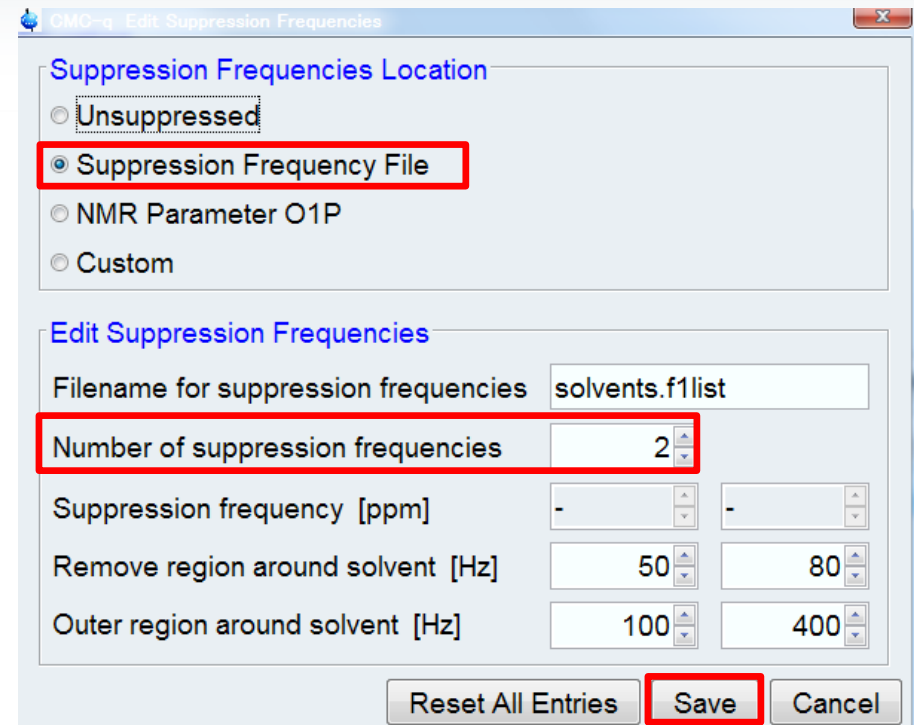 CMC-q Edit Suppression Frequencies
Suppression Frequencies Location
Unsuppressed
Suppression Frequency File
NMR Parameter O1P
Custom
Edit Suppression Frequencies
Filename for suppression frequencies solvents.f1list
Number of suppression frequencies 2
Suppression frequency [ppm] - -
Remove region around solvent [Hz] 50 80
Outer region around solvent [Hz] 100 400
Reset All Entries Save Cancel